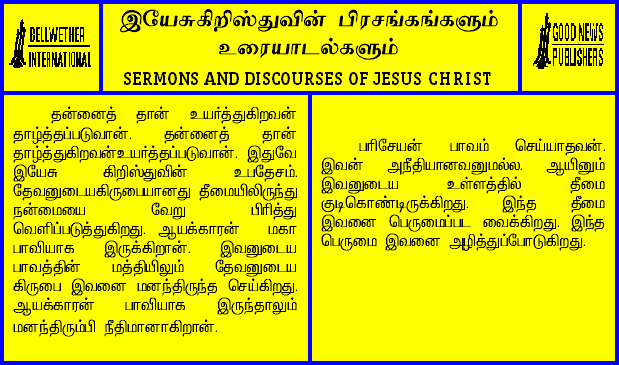 BELLWETHER
INTERNATIONAL
இயேசுகிறிஸ்துவின் பிரசங்கங்களும்
உரையாடல்களும்
SERMONS AND DISCOURSES OF JESUS CHRIST
GOOD NEWS
PUBLISHERS
தன்னைத் தான் உயர்த்துகிறவன்
தாழ்த்தப்படுவான். தன்னைத் தான்
தாழ்த்துகிறவன்உயர்த்தப்படுவான். இதுவே
இயேசு கிறிஸ்துவின் உபதேசம்.
தேவனுடையகிருபையானது தீமையிலிருந்து
நன்மையை வேறு பிரித்து
வெளிப்படுத்துகிறது. ஆயக்காரன் மகா
பாவியாக இருக்கிறான். இவனுடைய
பாவத்தின் மத்தியிலும் தேவனுடைய
கிருபை இவனை மனந்திருந்த செய்கிறது.
ஆயக்காரன் பாவியாக இருந்தாலும்
மனந்திரும்பி நீதிமானாகிறான்.
பரிசேயன் பாவம் செய்யாதவன்.
இவன் அநீதியானவனுமல்ல. ஆயினும்
இவனுடைய உள்ளத்தில் தீமை
குடிகொண்டிருக்கிறது. இந்த தீமை
இவனை பெருமைப்பட வைக்கிறது. இந்த
பெருமை இவனை அழித்துப்போடுகிறது.